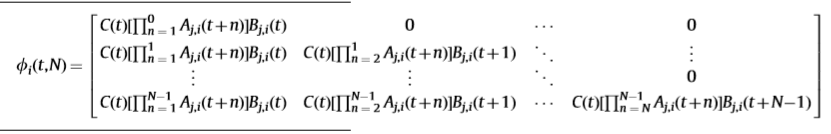 C(t)[∏_{n=1}^{0} A_{j,i}(t+n)]B_{j,i}(t) 0 ⋯ 0
C(t)[∏_{n=1}^{1} A_{j,i}(t+n)]B_{j,i}(t) C(t)[∏_{n=2}^{1} A_{j,i}(t+n)]B_{j,i}(t+1) ⋱ ⋮
ϕ_i(t,N)=
⋮ ⋮ ⋱ 0
C(t)[∏_{n=1}^{N-1} A_{j,i}(t+n)]B_{j,i}(t) C(t)[∏_{n=2}^{N-1} A_{j,i}(t+n)]B_{j,i}(t+1) ⋯ C(t)[∏_{n=N}^{N-1} A_{j,i}(t+n)]B_{j,i}(t+N-1)